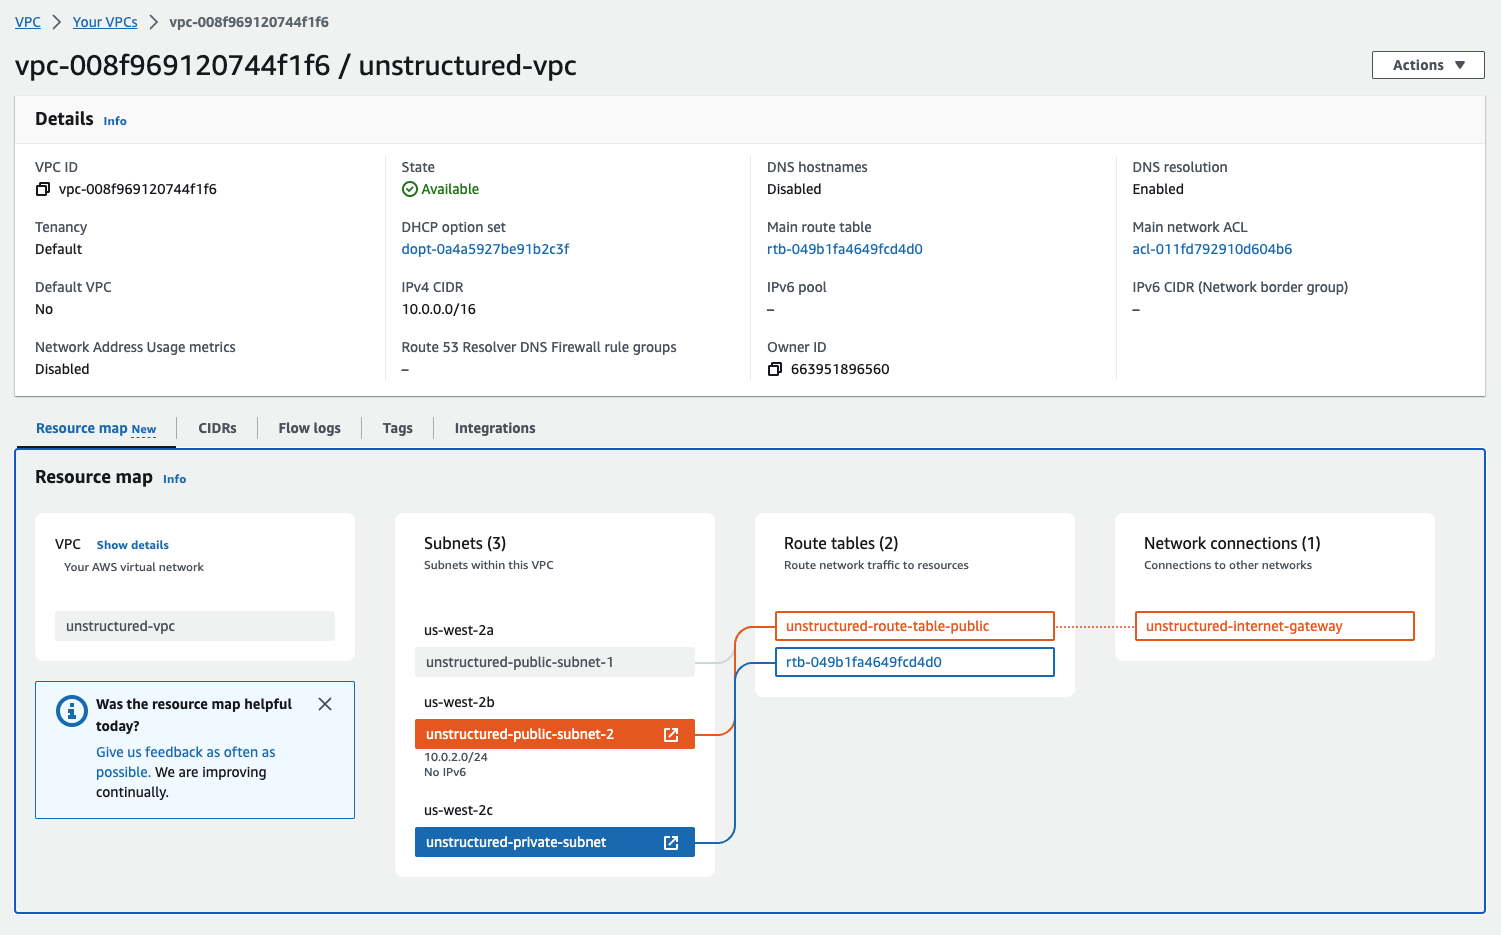 VPC > Your VPCs > vpc-008f969120744f1f6
vpc-008f969120744f1f6 / unstructured-vpc
Actions
Details Info
VPC ID
vpc-008f969120744f1f6
State
Available
DNS hostnames
Disabled
DNS resolution
Enabled
Tenancy
Default
DHCP option set
dopt-0a4a5927be91b2c3f
Main route table
rtb-049b1fa4649fcd4d0
Main network ACL
acl-011fd792910d604b6
Default VPC
No
IPv4 CIDR
10.0.0.0/16
IPv6 pool
–
IPv6 CIDR (Network border group)
–
Network Address Usage metrics
Disabled
Route 53 Resolver DNS Firewall rule groups
–
Owner ID
663951896560
Resource map New
CIDRs
Flow logs
Tags
Integrations
Resource map Info
VPC Show details
Your AWS virtual network
unstructured-vpc
Was the resource map helpful
today?
Give us feedback as often as
possible. We are improving
continually.
Subnets (3)
Subnets within this VPC
us-west-2a
unstructured-public-subnet-1
us-west-2b
unstructured-public-subnet-2
10.0.2.0/24
No IPv6
us-west-2c
unstructured-private-subnet
Route tables (2)
Route network traffic to resources
unstructured-route-table-public
rtb-049b1fa4649fcd4d0
Network connections (1)
Connections to other networks
unstructured-internet-gateway